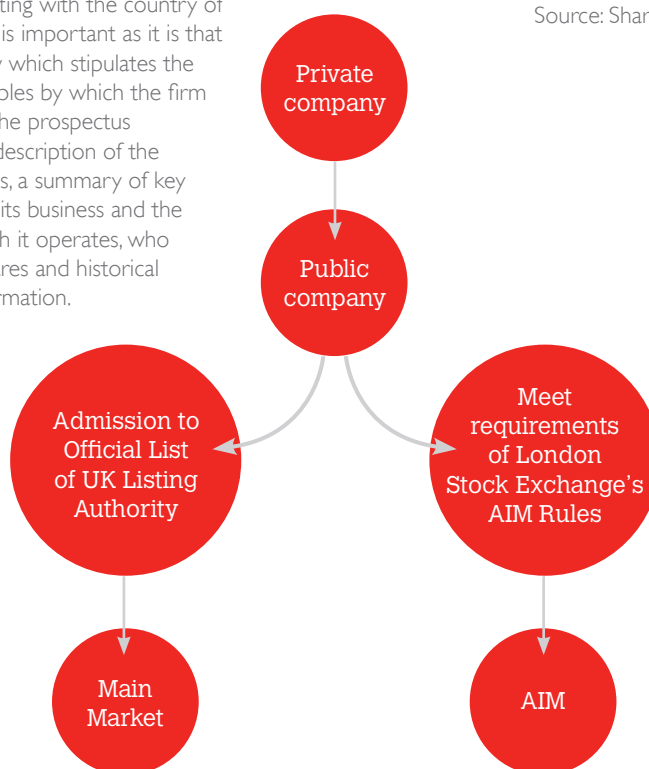 ting with the country of
is important as it is that
which stipulates the
ples by which the firm
he prospectus
description of the
s, a summary of key
its business and the
h it operates, who
res and historical
rmation.
Source: Shar
Private
company
Public
company
Admission to
Official List
of UK Listing
Authority
Meet
requirements
of London
Stock Exchange's
AIM Rules
Main
Market
AIM